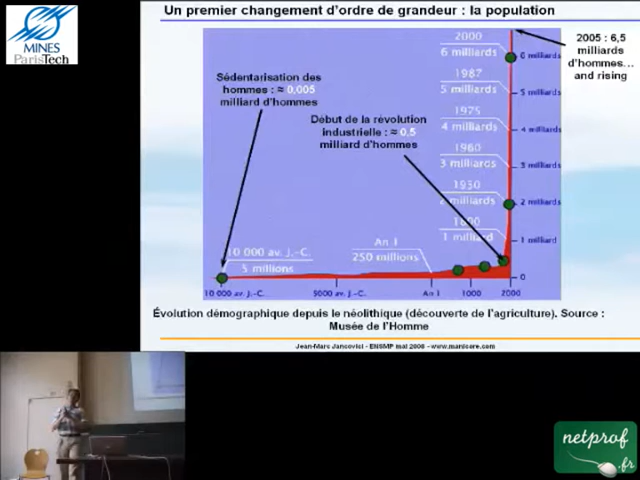 MINES
ParisTech
Un premier changement d'ordre de grandeur : la population
2000
6 milliards
1987
5 milliards
1975
4 milliards
1960
3 milliards
1930
2 milliards
1 milliard
Sédentarisation des
hommes : ≈ 0,005
milliard d'hommes
Début de la révolution
industrielle : ≈ 0,5
milliard d'hommes
2005 : 6,5
milliards
d'hommes…
and rising
10 000 av. J.-C.
5 millions
An 1
250 millions
6 milliards
5 milliards
4 milliards
3 milliards
2 milliards
1 milliard
0
10 000 av. J.-C.
An 1
1000
2000
Évolution démographique depuis le néolithique (découverte de l'agriculture). Source :
Musée de l'Homme
Jean-Marc Jancovici - ENSMP mai 2008 - www.manicore.com
netprof
.fr